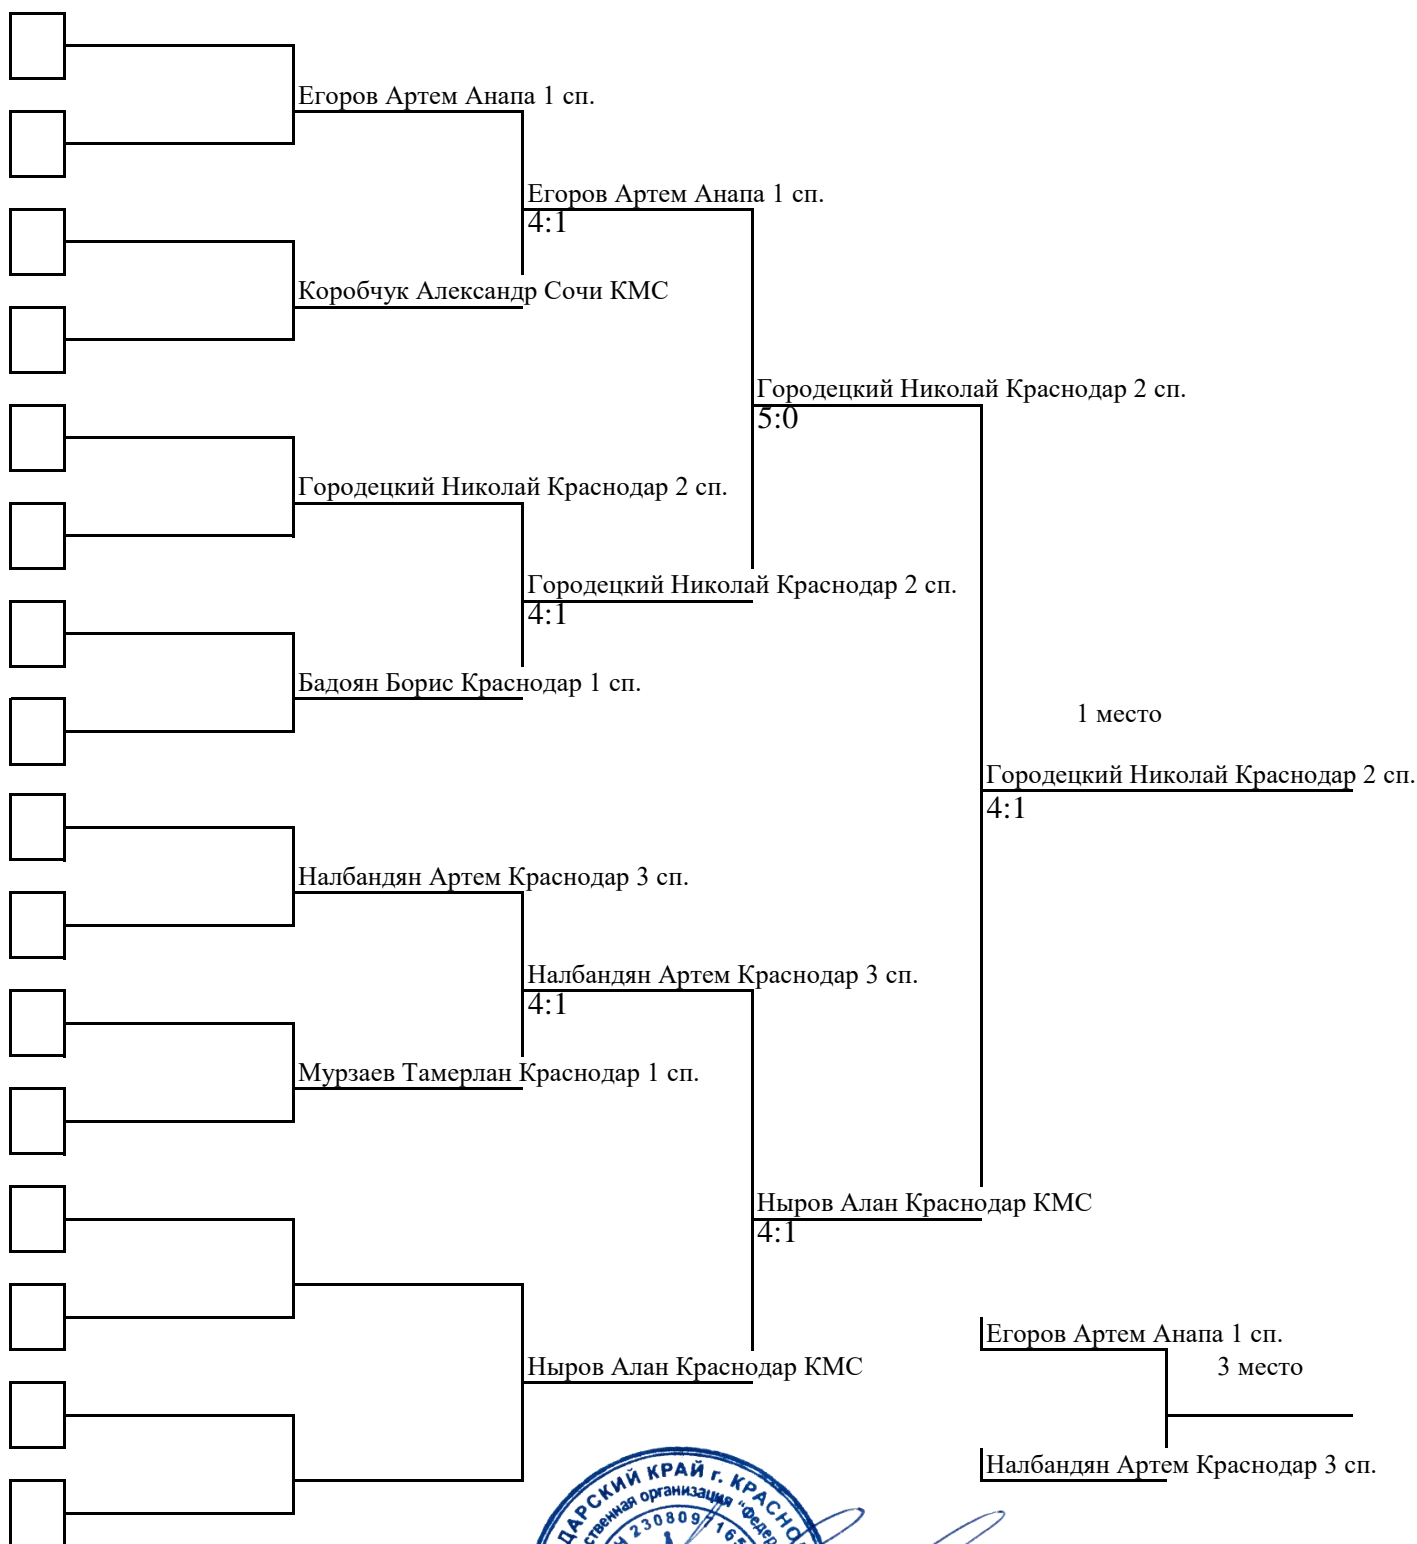 Егоров Артем Анапа 1 сп.
Егоров Артем Анапа 1 сп.
4:1
Коробчук Александр Сочи КМС
Городецкий Николай Краснодар 2 сп.
5:0
Городецкий Николай Краснодар 2 сп.
Городецкий Николай Краснодар 2 сп.
4:1
Бадоян Борис Краснодар 1 сп.
1 место
Городецкий Николай Краснодар 2 сп.
4:1
Налбандян Артем Краснодар 3 сп.
Налбандян Артем Краснодар 3 сп.
4:1
Мурзаев Тамерлан Краснодар 1 сп.
Ныров Алан Краснодар КМС
4:1
Егоров Артем Анапа 1 сп.
Ныров Алан Краснодар КМС
3 место
Налбандян Артем Краснодар 3 сп.
КРАЙ г.
организация